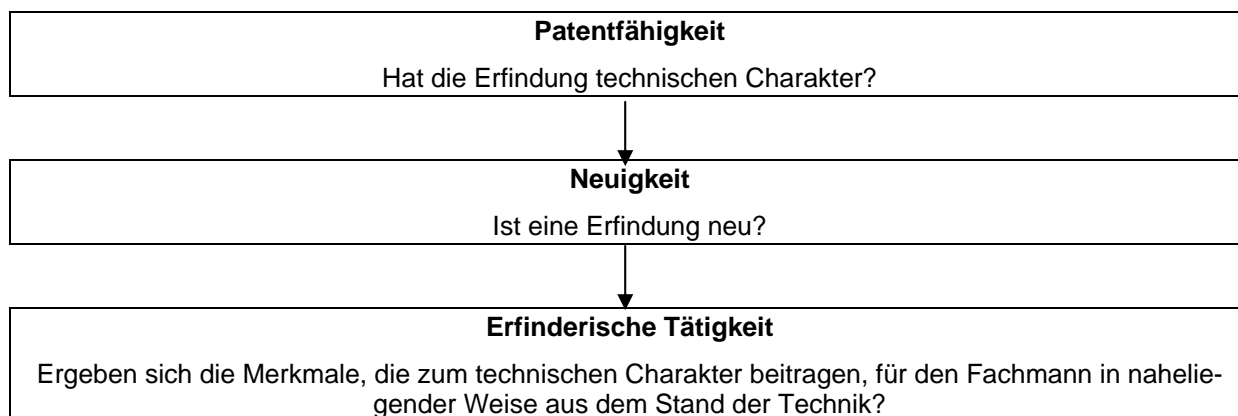 Patentfähigkeit
Hat die Erfindung technischen Charakter?
Neuigkeit
Ist eine Erfindung neu?
Erfinderische Tätigkeit
Ergeben sich die Merkmale, die zum technischen Charakter beitragen, für den Fachmann in nahelie-
gender Weise aus dem Stand der Technik?